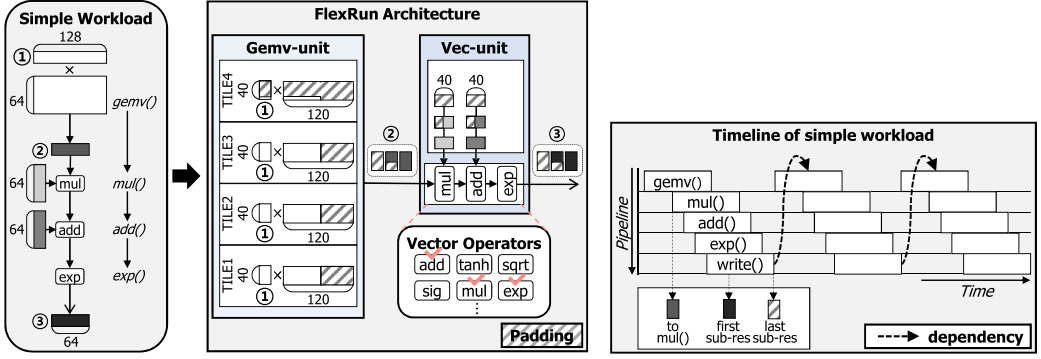 Simple Workload
128
①
×
64
gemv()
②
64
mul
mul()
64
add
add()
exp
exp()
③
64
FlexRun Architecture
Gemv-unit
TILE4
40
×
①
120
TILE3
40
×
①
120
TILE2
40
×
①
120
TILE1
40
×
①
120
②
Vec-unit
40 40
mul
add
exp
③
Vector Operators
add tanh sqrt
sig mul exp
⋮
Padding
Timeline of simple workload
Pipeline
gemv()
mul()
add()
exp()
write()
Time
to
mul()
first
sub-res
last
sub-res
dependency